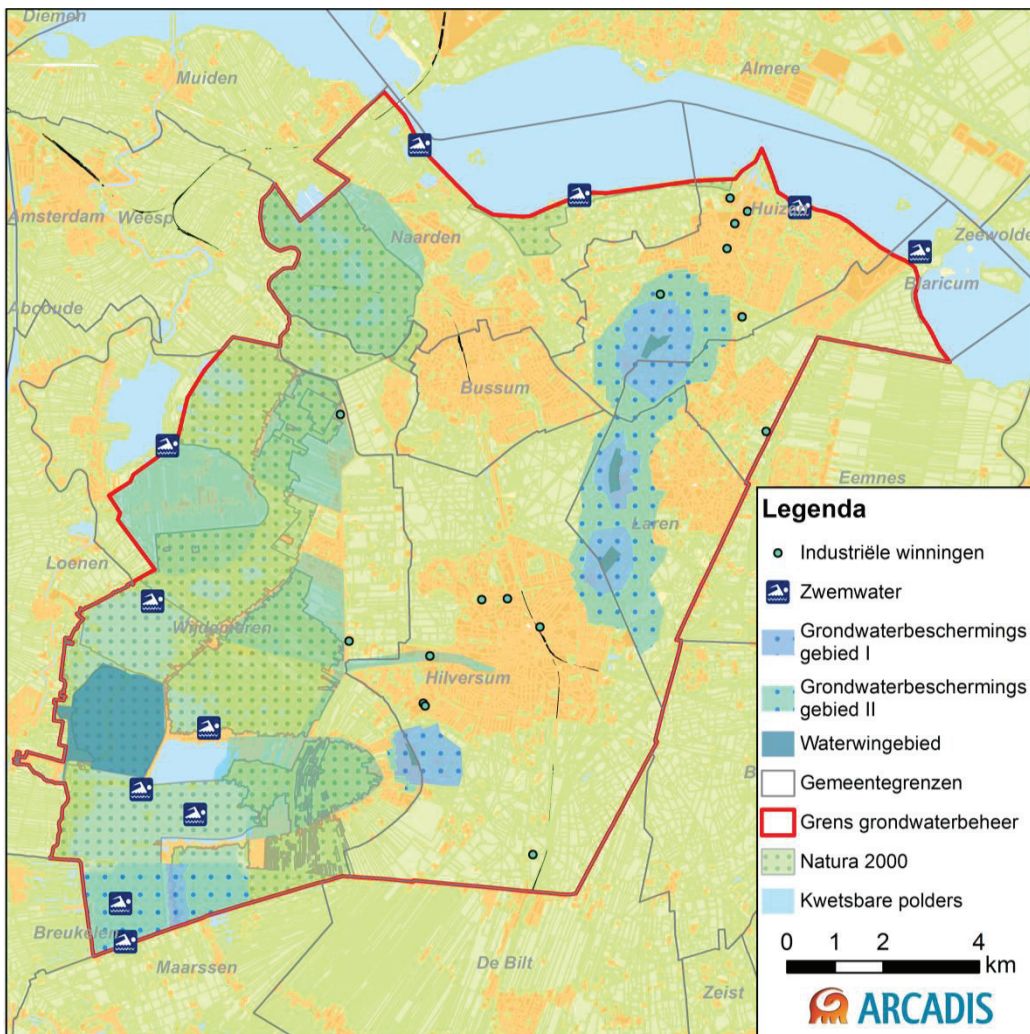 Diemen
Muiden
Almere
Amsterdam
Weesp
Naarden
Huizen
Zeewolde
Blaricum
Abcoude
Bussum
Eemnes
Laren
Loenen
Wijdemeren
Hilversum
B
Breukelen
Maarssen
De Bilt
Zeist
Legenda
Industriële winningen
Zwemwater
Grondwaterbeschermings
gebied I
Grondwaterbeschermings
gebied II
Waterwingebied
Gemeentegrenzen
Grens grondwaterbeheer
Natura 2000
Kwetsbare polders
0 1 2 4
km
ARCADIS